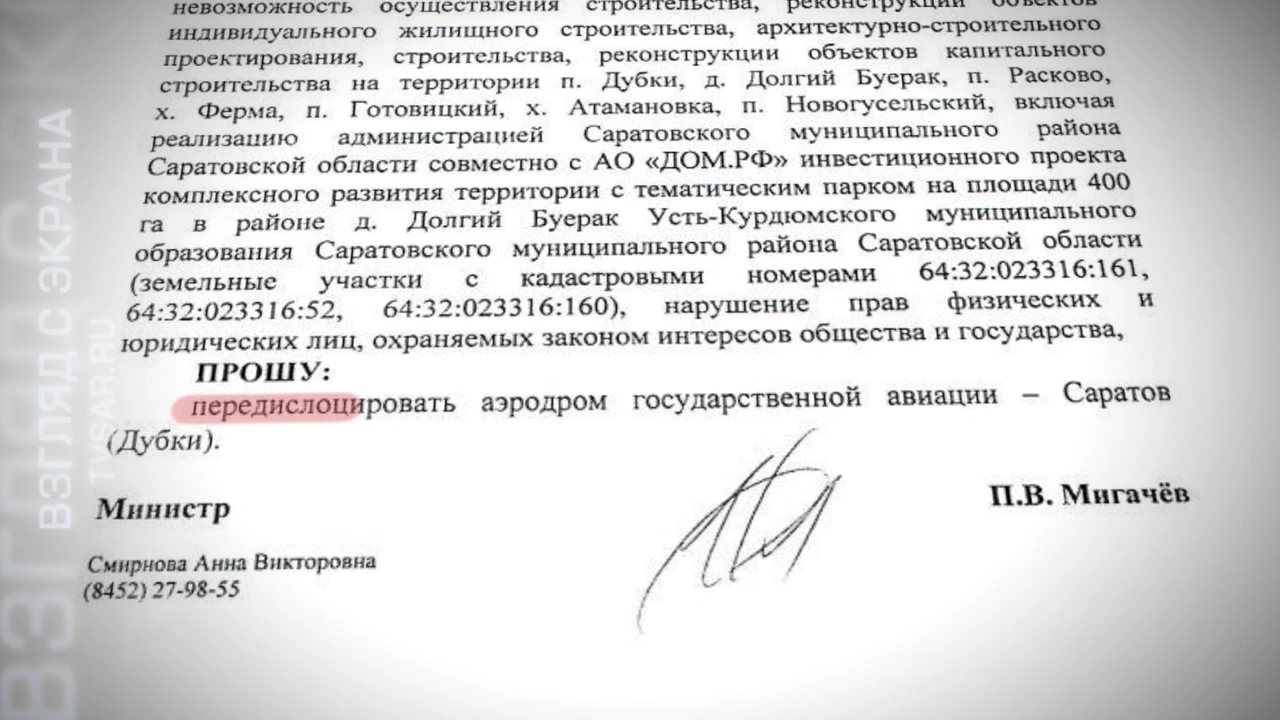 невозможность осуществления строительства, реконструкции объектов
индивидуального жилищного строительства, архитектурно-строительного
проектирования, строительства, реконструкции объектов капитального
строительства на территории п. Дубки, д. Долгий Буерак, п. Расково,
х. Ферма, п. Готовицкий, х. Атамановка, п. Новогусельский, включая
реализацию администрацией Саратовского муниципального района
Саратовской области совместно с АО «ДОМ.РФ» инвестиционного проекта
комплексного развития территории с тематическим парком на площади 400
га в районе д. Долгий Буерак Усть-Курдюмского муниципального
образования Саратовского муниципального района Саратовской области
(земельные участки с кадастровыми номерами 64:32:023316:161,
64:32:023316:52, 64:32:023316:160), нарушение прав физических и
юридических лиц, охраняемых законом интересов общества и государства,
ПРОШУ:
передислоцировать аэродром государственной авиации – Саратов
(Дубки).
Министр
П.В. Мигачёв
Смирнова Анна Викторовна
(8452) 27-98-55
ВЗГЛЯД С ЭКРАНА
TVSAR.RU